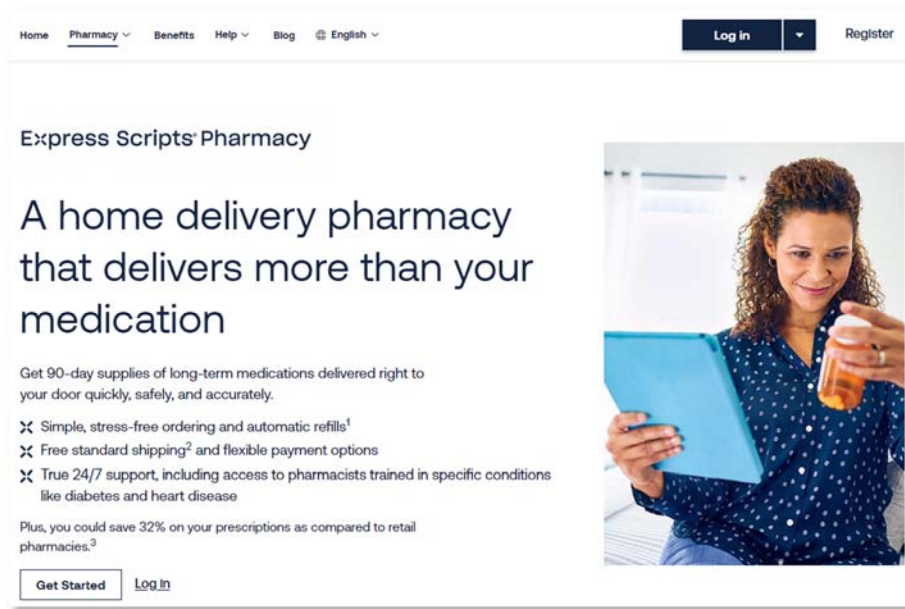 Home Pharmacy Benefits Help Blog English Log in Register
Express Scripts® Pharmacy
A home delivery pharmacy
that delivers more than your
medication
Get 90-day supplies of long-term medications delivered right to
your door quickly, safely, and accurately.
Simple, stress-free ordering and automatic refills¹
Free standard shipping² and flexible payment options
True 24/7 support, including access to pharmacists trained in specific conditions
like diabetes and heart disease
Plus, you could save 32% on your prescriptions as compared to retail
pharmacies.³
Get Started Log In